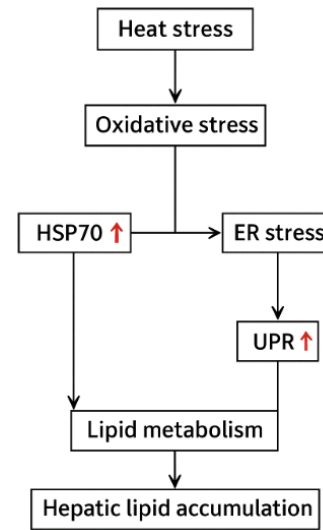 Heat stress
Oxidative stress
HSP70 ↑
ER stress
UPR ↑
Lipid metabolism
Hepatic lipid accumulation